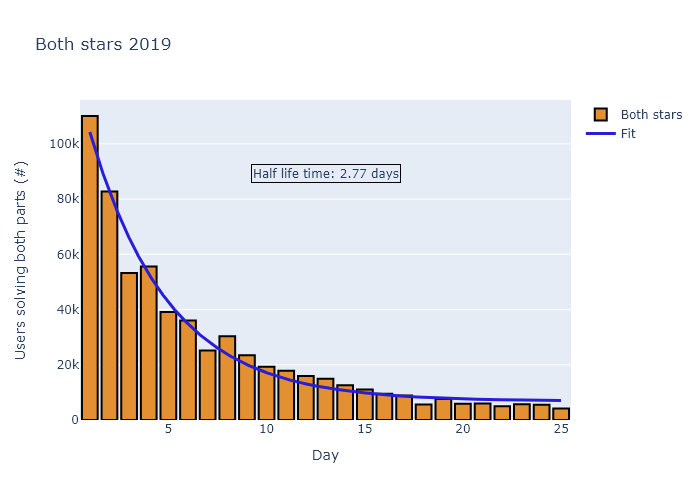 Both stars 2019
Both stars
Fit
Half life time: 2.77 days
Users solving both parts (#)
100k
80k
60k
40k
20k
0
5
10
15
20
25
Day